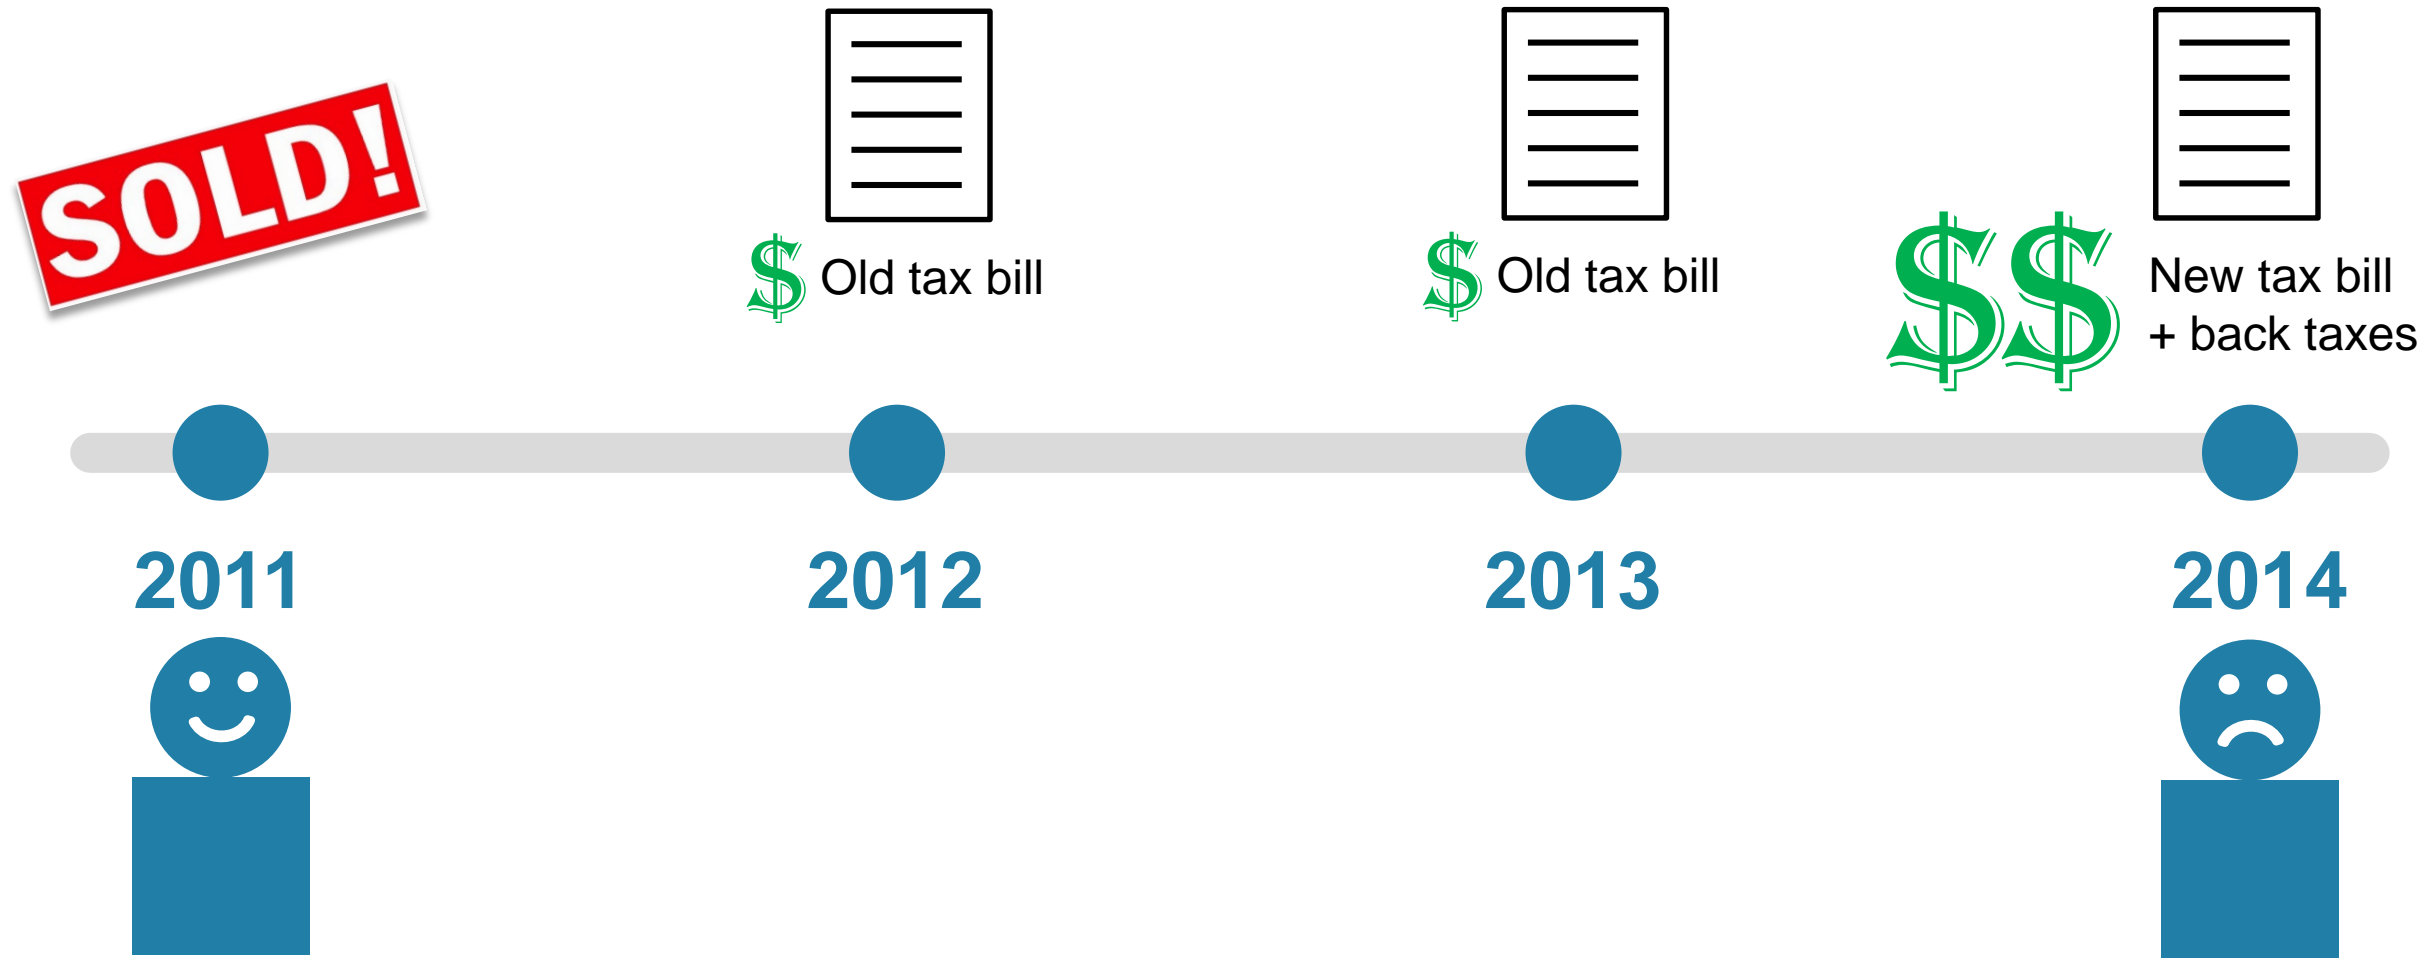 SOLD!
$ Old tax bill
$ Old tax bill
$$ New tax bill
+ back taxes
2011
2012
2013
2014